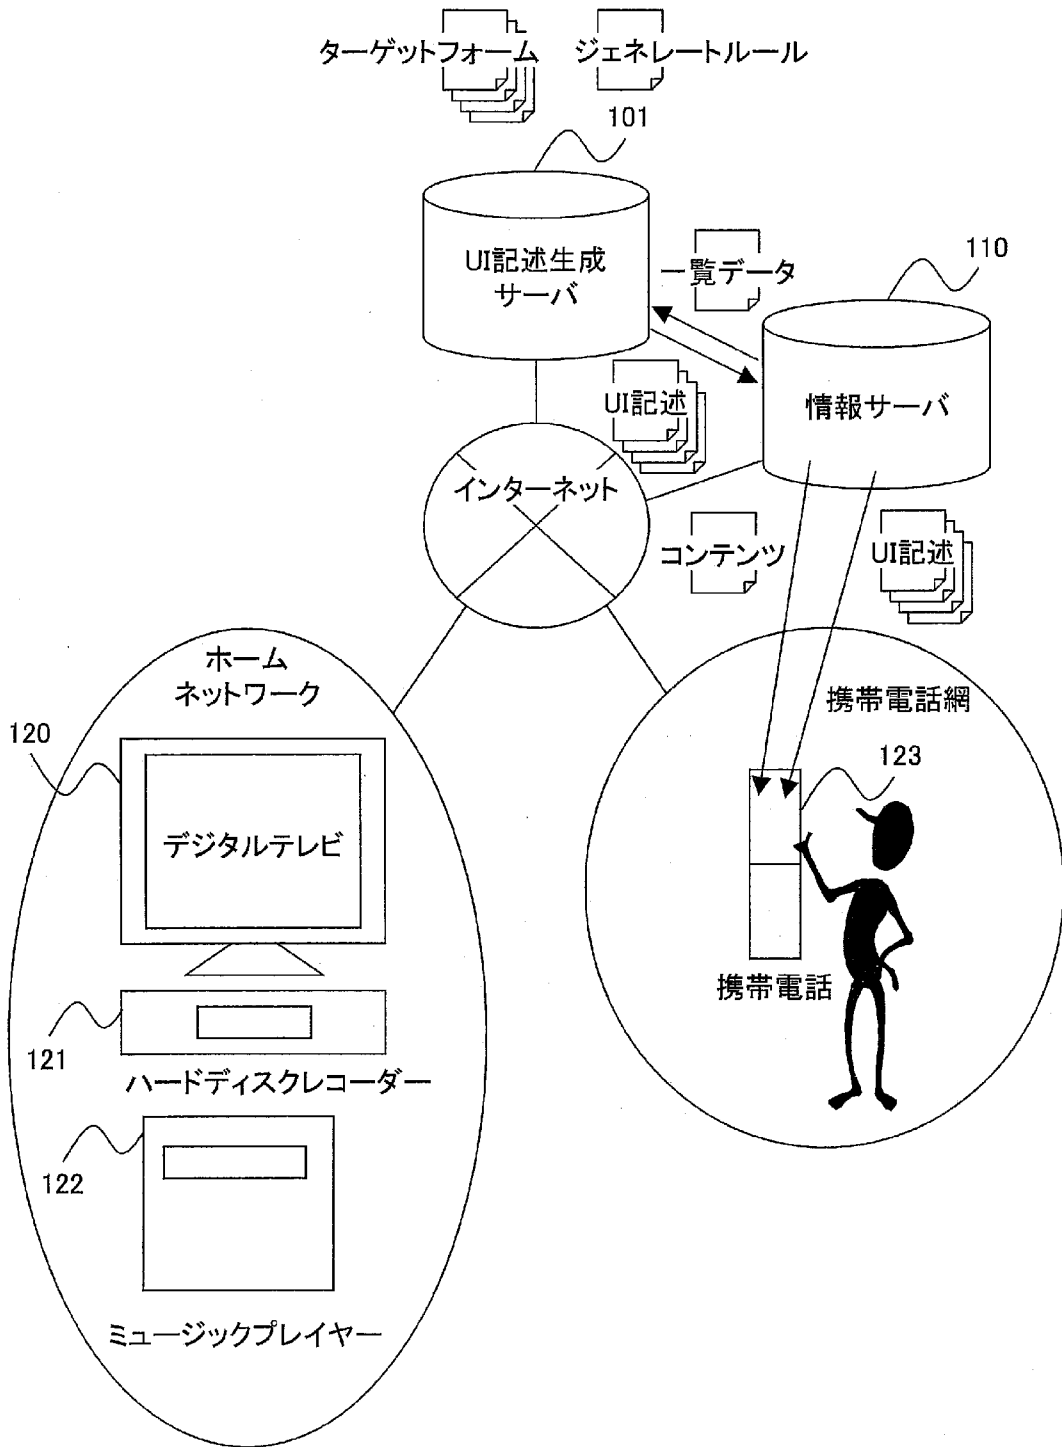 ターゲットフォーム
ジェネレートルール
101
UI記述生成
サーバ
一覧データ
110
UI記述
情報サーバ
インターネット
コンテンツ
UI記述
ホーム
ネットワーク
携帯電話網
120
123
デジタルテレビ
携帯電話
121
ハードディスクレコーダー
122
ミュージックプレイヤー